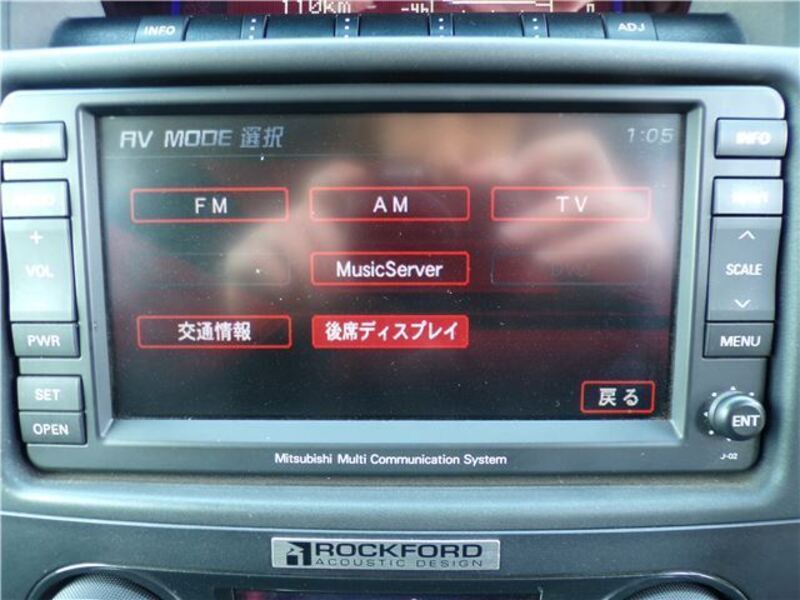 110km
INFO
ADJ
AV MODE 選択 1:05
FM AM TV
MusicServer
交通情報 後席ディスプレイ
戻る
+
VOL
PWR
SET
OPEN
INFO
SCALE
MENU
ENT
J-02
Mitsubishi Multi Communication System
ROCKFORD
ACOUSTIC DESIGN